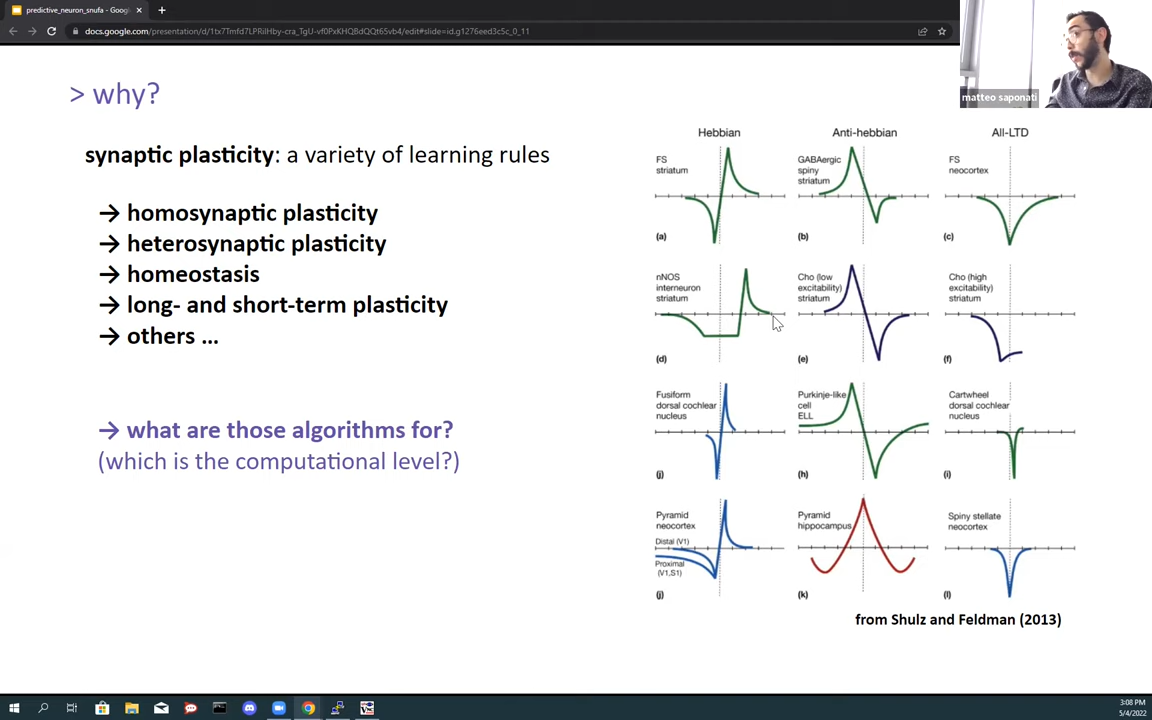 predictive_neuron_snufa - Googl
docs.google.com/presentation/d/1tx7Tmfd7LPRilHby-cra_TgU-vf0PxKHQBdQQt65vb4/edit#slide=id.g1276eed3c5c_0_11
matteo saponati
> why?
synaptic plasticity: a variety of learning rules
→ homosynaptic plasticity
→ heterosynaptic plasticity
→ homeostasis
→ long- and short-term plasticity
→ others ...
→ what are those algorithms for?
(which is the computational level?)
Hebbian
Anti-hebbian
All-LTD
FS
striatum
(a)
GABAergic
spiny
striatum
(b)
FS
neocortex
(c)
nNOS
interneuron
striatum
(d)
Cho (low
excitability)
striatum
(e)
Cho (high
excitability)
striatum
(f)
Fusiform
dorsal cochlear
nucleus
(j)
Purkinje-like
cell
ELL
(h)
Cartwheel
dorsal cochlear
nucleus
(i)
Pyramid
neocortex
Distal (V1)
Proximal
(V1,S1)
(j)
Pyramid
hippocampus
(k)
Spiny stellate
neocortex
(l)
from Shulz and Feldman (2013)
3:08 PM
5/4/2022